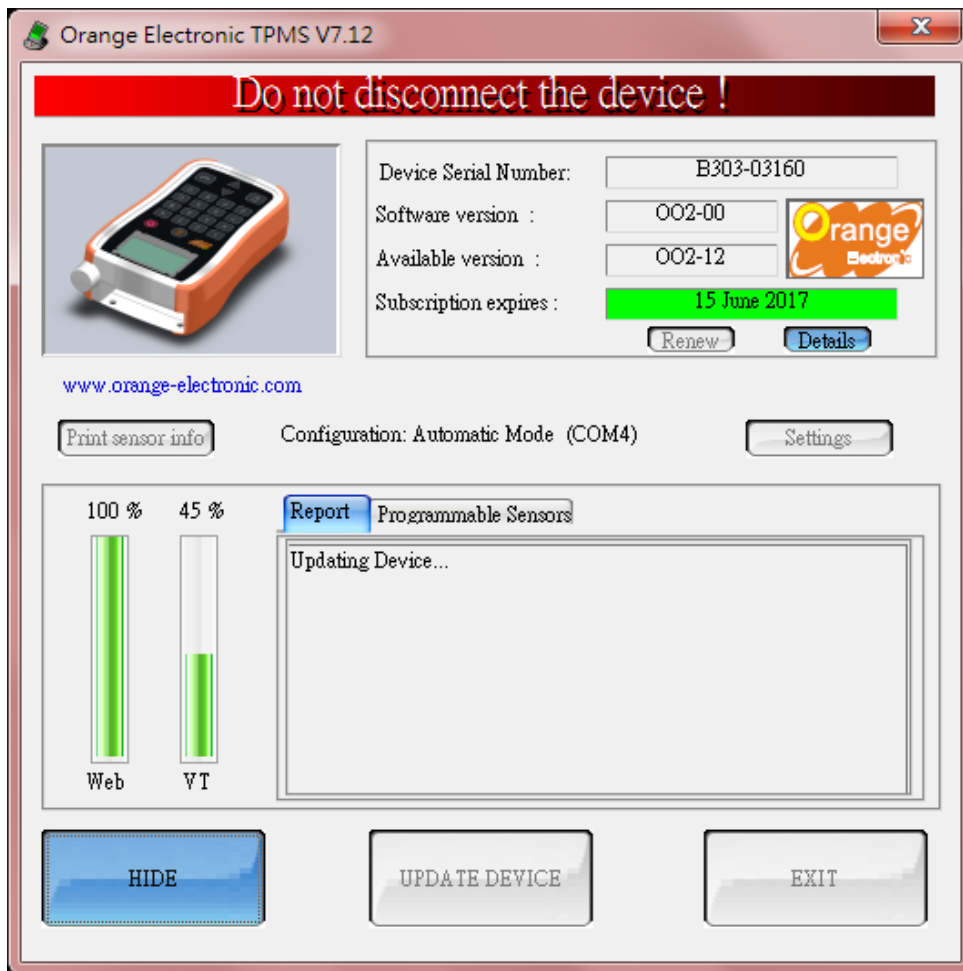 Orange Electronic TPMS V7.12
Do not disconnect the device !
Device Serial Number: B303-03160
Software version : OO2-00
Available version : OO2-12
Orange
Electronic
Subscription expires : 15 June 2017
Renew Details
www.orange-electronic.com
Print sensor info Configuration: Automatic Mode (COM4) Settings
100 % 45 % Report Programmable Sensors
Updating Device...
Web VT
HIDE UPDATE DEVICE EXIT